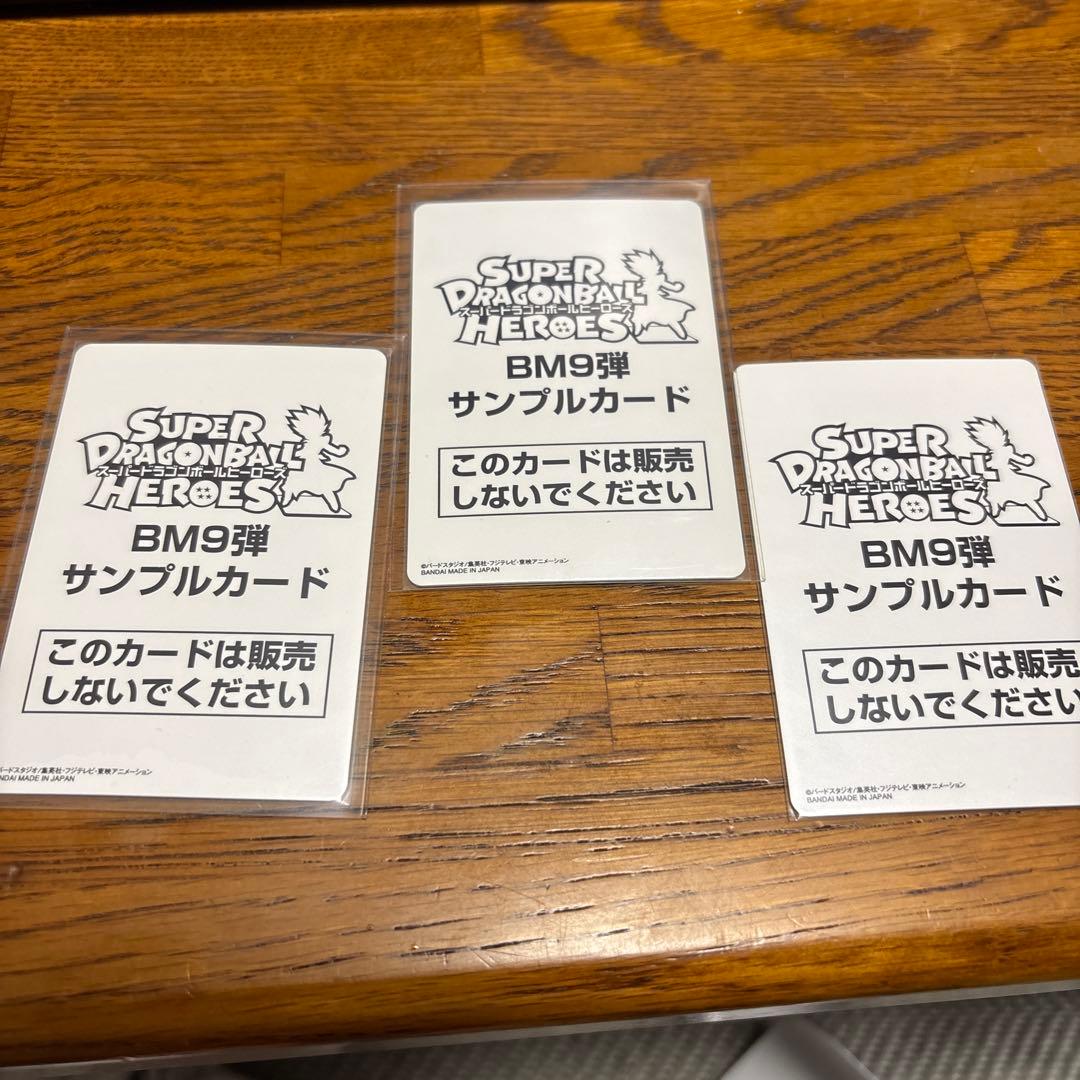 SUPER
DRAGONBALL
スーパードラゴンボールヒーローズ
HEROES
BM9弾
サンプルカード
このカードは販売
しないでください
バードスタジオ/集英社・フジテレビ・東映アニメーション
BANDAI MADE IN JAPAN
SUPER
DRAGONBALL
スーパードラゴンボールヒーローズ
HEROES
BM9弾
サンプルカード
このカードは販売
しないでください
©バードスタジオ/集英社・フジテレビ・東映アニメーション
BANDAI MADE IN JAPAN
SUPER
DRAGONBALL
スーパードラゴンボールヒーローズ
HEROES
BM9弾
サンプルカード
このカードは販売
しないでください
©バードスタジオ/集英社・フジテレビ・東映アニメーション
BANDAI MADE IN JAPAN